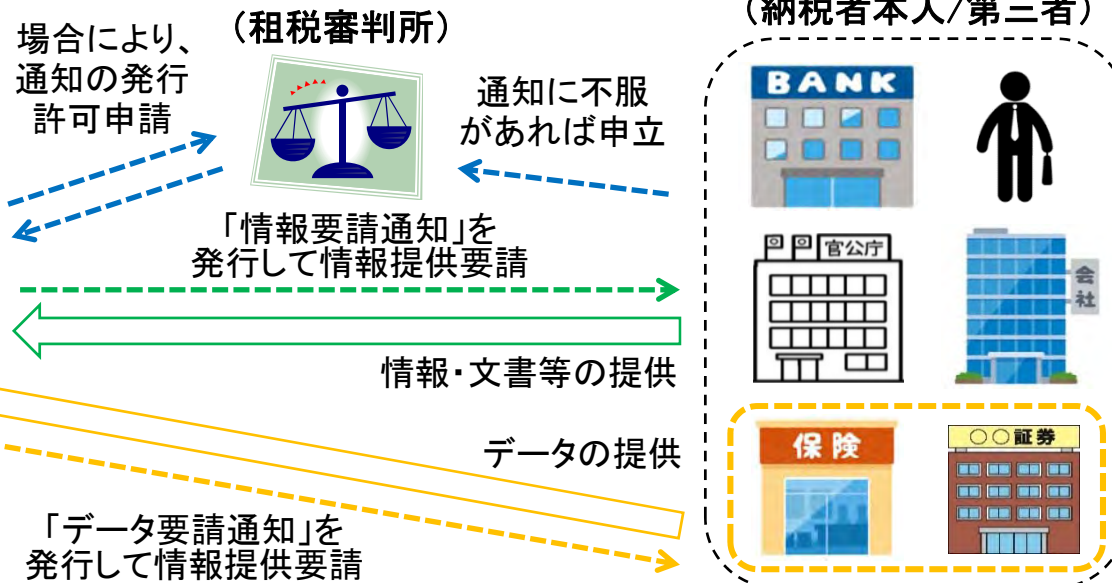 (納税者本人/第三者)
(租税審判所)
場合により、
通知の発行
許可申請
通知に不服
があれば申立
BANK
「情報要請通知」を
発行して情報提供要請
官公庁
会社
情報・文書等の提供
データの提供
保険
○○証券
「データ要請通知」を
発行して情報提供要請